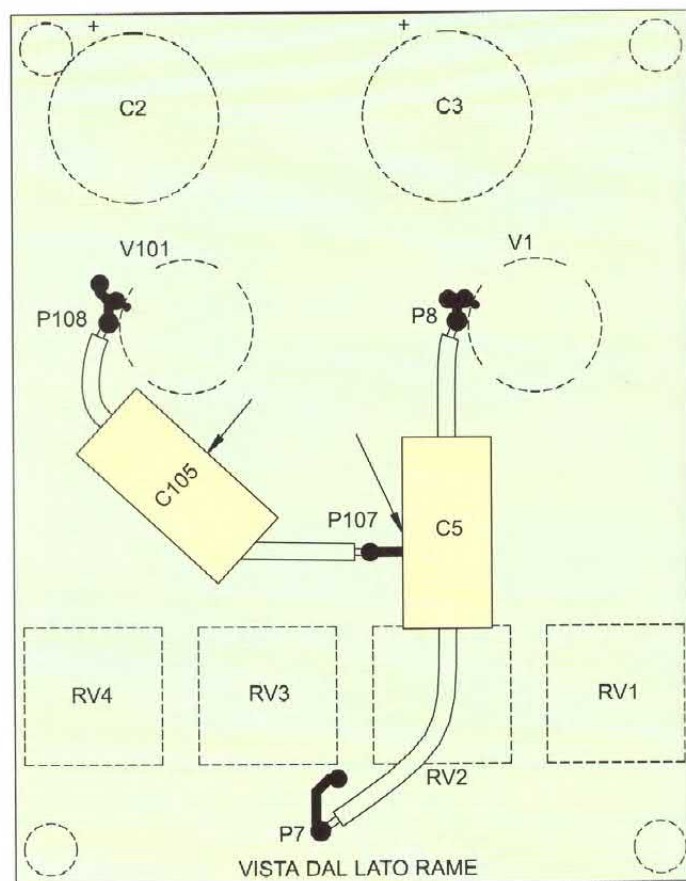 + +
C2 C3
V101 V1
P108 P8
C105 P107 C5
RV4 RV3 RV2 RV1
P7
VISTA DAL LATO RAME